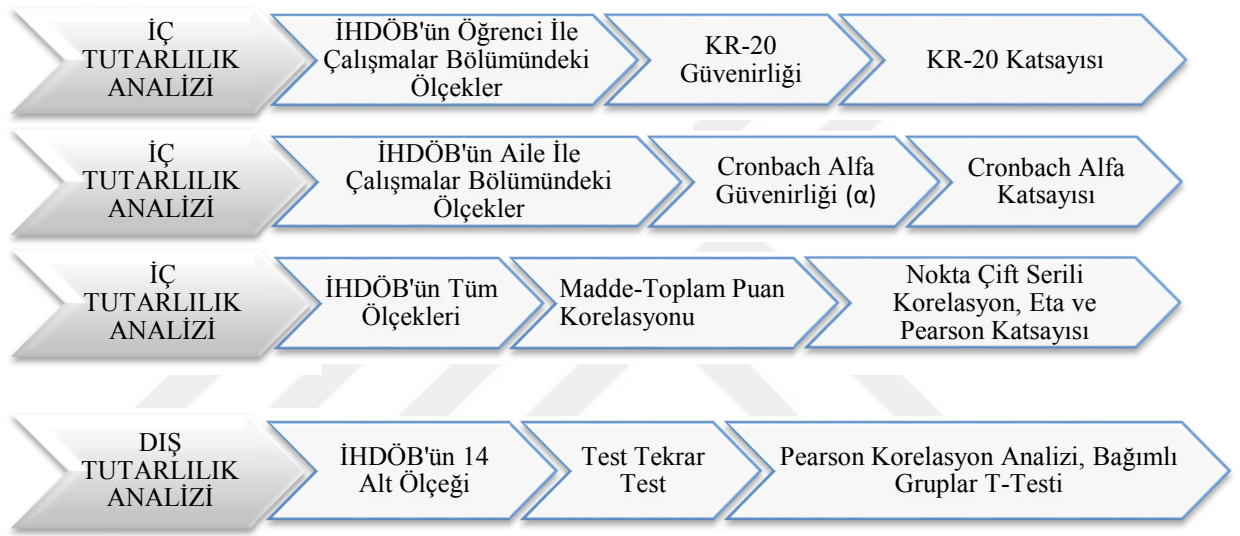 İÇ
TUTARLILIK
ANALİZİ
İHDÖB'ün Öğrenci İle
Çalışmalar Bölümündeki
Ölçekler
KR-20
Güvenirliği
KR-20 Katsayısı
İÇ
TUTARLILIK
ANALİZİ
İHDÖB'ün Aile İle
Çalışmalar Bölümündeki
Ölçekler
Cronbach Alfa
Güvenirliği (α)
Cronbach Alfa
Katsayısı
İÇ
TUTARLILIK
ANALİZİ
İHDÖB'ün Tüm
Ölçekleri
Madde-Toplam Puan
Korelasyonu
Nokta Çift Serili
Korelasyon, Eta ve
Pearson Katsayısı
DIŞ
TUTARLILIK
ANALİZİ
İHDÖB'ün 14
Alt Ölçeği
Test Tekrar
Test
Pearson Korelasyon Analizi, Bağımlı
Gruplar T-Testi